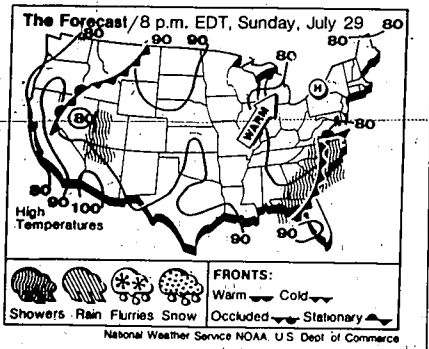 The Forecast/8 p.m. EDT, Sunday, July 29
80
80 90 90
80
80
80
H
WARM
80
80
80
90
100
High
Temperatures
90
90
Showers Rain Flurries Snow
FRONTS:
Warm Cold
Occluded Stationary
National Weather Service NOAA. U.S. Dept of Commerce